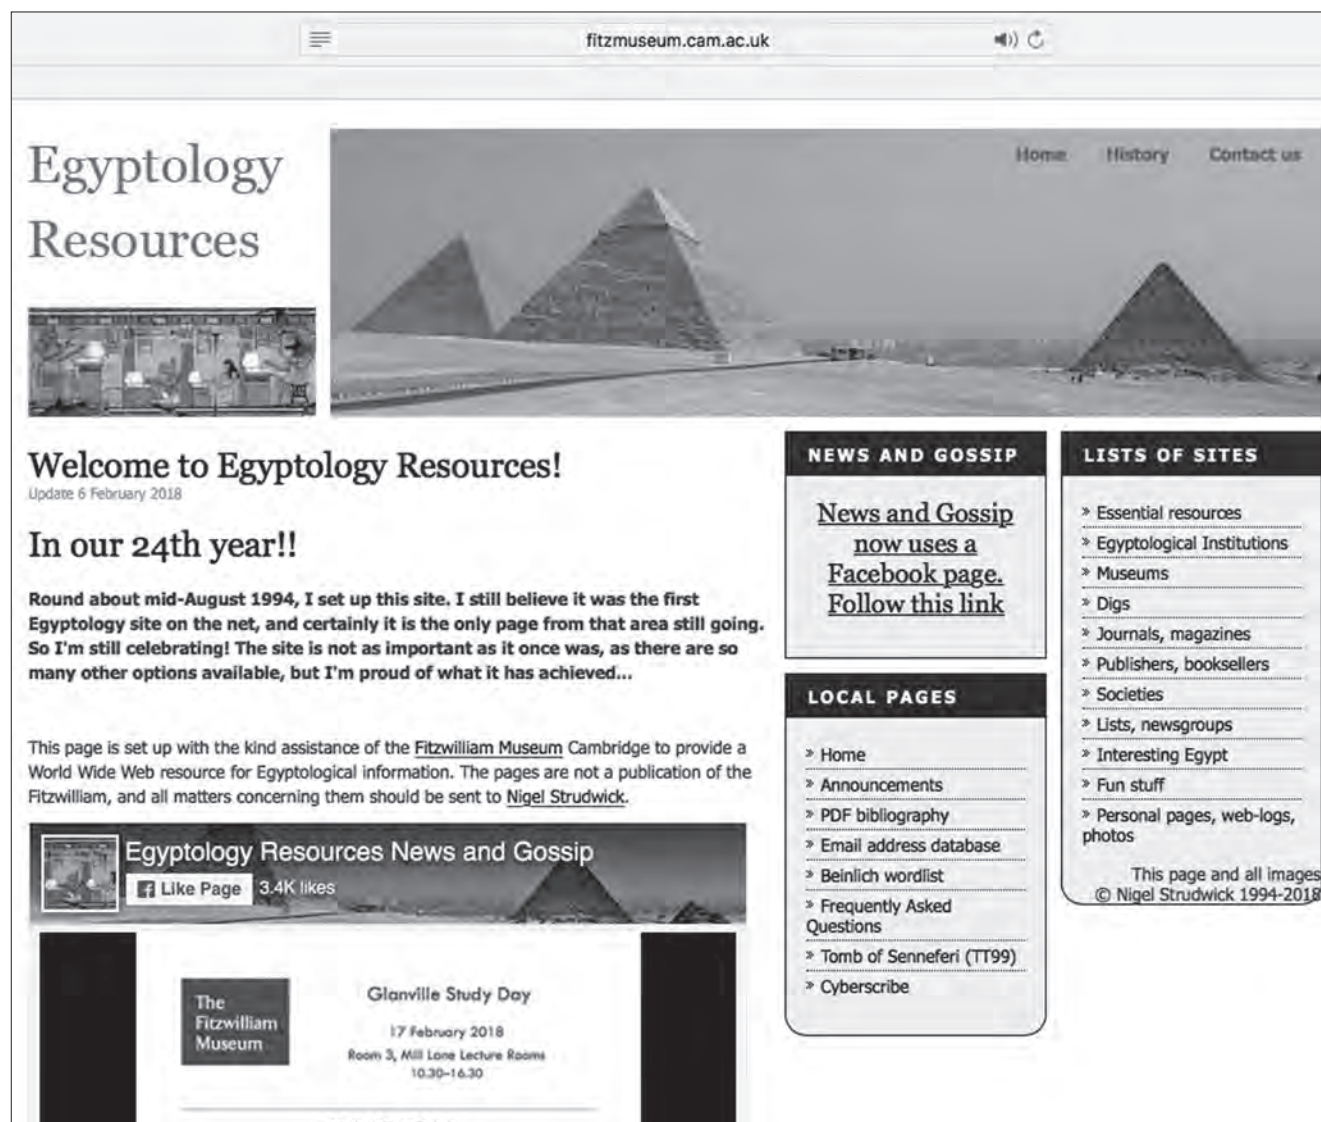 fitzmuseum.cam.ac.uk
Egyptology
Resources
Home History Contact us
Welcome to Egyptology Resources!
Update 6 February 2018
In our 24th year!!
Round about mid-August 1994, I set up this site. I still believe it was the first
Egyptology site on the net, and certainly it is the only page from that area still going.
So I'm still celebrating! The site is not as important as it once was, as there are so
many other options available, but I'm proud of what it has achieved...
This page is set up with the kind assistance of the Fitzwilliam Museum Cambridge to provide a
World Wide Web resource for Egyptological information. The pages are not a publication of the
Fitzwilliam, and all matters concerning them should be sent to Nigel Strudwick.
Egyptology Resources News and Gossip
Like Page 3.4K likes
The
Fitzwilliam
Museum
Glanville Study Day
17 February 2018
Room 3, Mill Lane Lecture Rooms
10.30–16.30
NEWS AND GOSSIP
News and Gossip
now uses a
Facebook page.
Follow this link
LOCAL PAGES
» Home
» Announcements
» PDF bibliography
» Email address database
» Beinlich wordlist
» Frequently Asked
Questions
» Tomb of Senneferi (TT99)
» Cyberscribe
LISTS OF SITES
» Essential resources
» Egyptological Institutions
» Museums
» Digs
» Journals, magazines
» Publishers, booksellers
» Societies
» Lists, newsgroups
» Interesting Egypt
» Fun stuff
» Personal pages, web-logs,
photos
This page and all images
© Nigel Strudwick 1994-2018